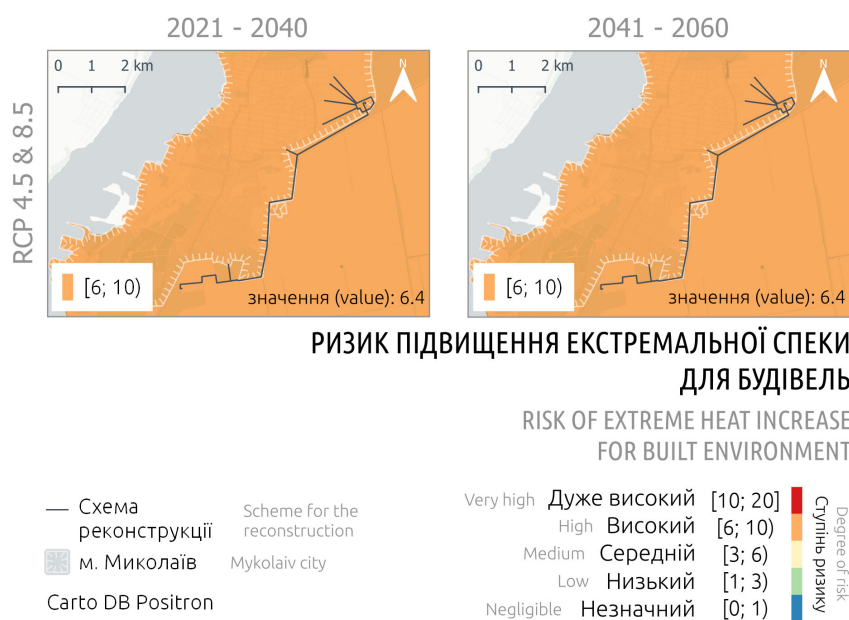 2021 - 2040
2041 - 2060
RCP 4.5 & 8.5
0 1 2 km
N
[6; 10)
значення (value): 6.4
0 1 2 km
N
[6; 10)
значення (value): 6.4
РИЗИК ПІДВИЩЕННЯ ЕКСТРЕМАЛЬНОЇ СПЕКИ
ДЛЯ БУДІВЕЛЬ
RISK OF EXTREME HEAT INCREASE
FOR BUILT ENVIRONMENT
Схема
реконструкції
Scheme for the
reconstruction
м. Миколаїв
Mykolaiv city
Carto DB Positron
Very high Дуже високий [10; 20]
High Високий [6; 10)
Medium Середній [3; 6)
Low Низький [1; 3)
Negligible Незначний [0; 1)
Ступінь ризику
Degree of risk